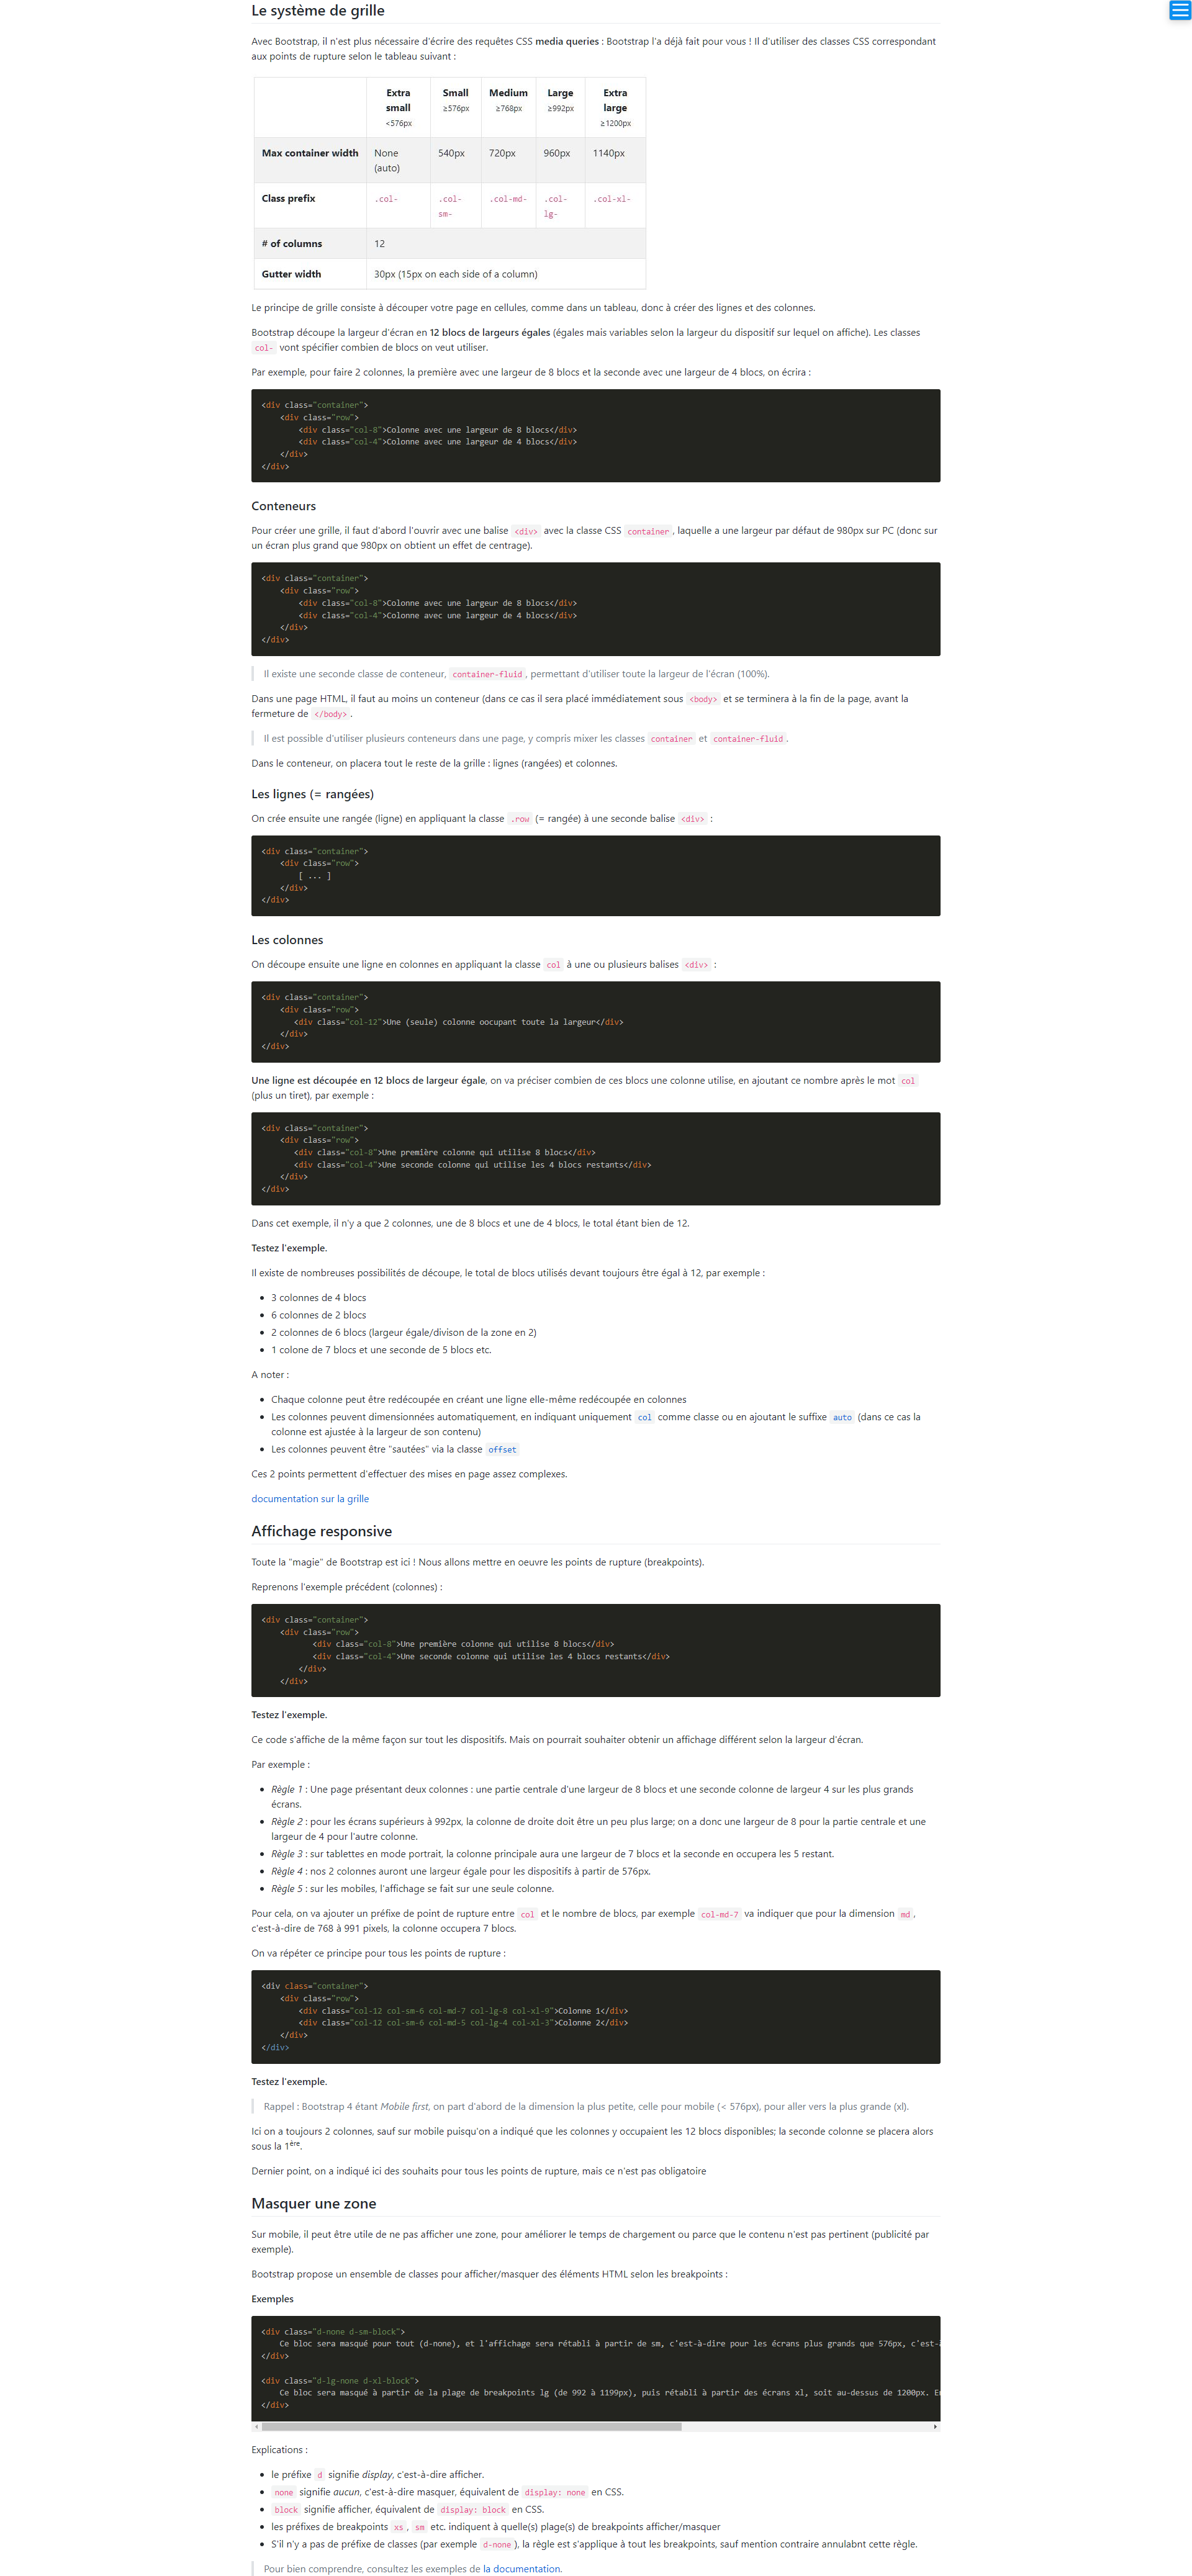 Le système de grille
Avec Bootstrap, il n'est plus nécessaire d'écrire des requêtes CSS media queries : Bootstrap l'a déjà fait pour vous ! Il d'utiliser des classes CSS correspondant
aux points de rupture selon le tableau suivant :
Extra Small Medium Large Extra
small ≥576px ≥768px ≥992px large
<576px ≥1200px
Max container width None 540px 720px 960px 1140px
(auto)
Class prefix .col- .col- .col-md- .col- .col-xl-
sm- lg-
# of columns 12
Gutter width 30px (15px on each side of a column)
Le principe de grille consiste à découper votre page en cellules, comme dans un tableau, donc à créer des lignes et des colonnes.
Bootstrap découpe la largeur d'écran en 12 blocs de largeurs égales (égales mais variables selon la largeur du dispositif sur lequel on affiche). Les classes
col- vont spécifier combien de blocs on veut utiliser.
Par exemple, pour faire 2 colonnes, la première avec une largeur de 8 blocs et la seconde avec une largeur de 4 blocs, on écrira :
<div class="container">
<div class="row">
<div class="col-8">Colonne avec une largeur de 8 blocs</div>
<div class="col-4">Colonne avec une largeur de 4 blocs</div>
</div>
</div>
Conteneurs
Pour créer une grille, il faut d'abord l'ouvrir avec une balise <div> avec la classe CSS container, laquelle a une largeur par défaut de 980px sur PC (donc sur
un écran plus grand que 980px on obtient un effet de centrage).
<div class="container">
<div class="row">
<div class="col-8">Colonne avec une largeur de 8 blocs</div>
<div class="col-4">Colonne avec une largeur de 4 blocs</div>
</div>
</div>
Il existe une seconde classe de conteneur, container-fluid, permettant d'utiliser toute la largeur de l'écran (100%).
Dans une page HTML, il faut au moins un conteneur (dans ce cas il sera placé immédiatement sous <body> et se terminera à la fin de la page, avant la
fermeture de </body>.
Il est possible d'utiliser plusieurs conteneurs dans une page, y compris mixer les classes container et container-fluid.
Dans le conteneur, on placera tout le reste de la grille : lignes (rangées) et colonnes.
Les lignes (= rangées)
On crée ensuite une rangée (ligne) en appliquant la classe .row (= rangée) à une seconde balise <div> :
<div class="container">
<div class="row">
[ ... ]
</div>
</div>
Les colonnes
On découpe ensuite une ligne en colonnes en appliquant la classe col à une ou plusieurs balises <div> :
<div class="container">
<div class="row">
<div class="col-12">Une (seule) colonne oocupant toute la largeur</div>
</div>
</div>
Une ligne est découpée en 12 blocs de largeur égale, on va préciser combien de ces blocs une colonne utilise, en ajoutant ce nombre après le mot col
(plus un tiret), par exemple :
<div class="container">
<div class="row">
<div class="col-8">Une première colonne qui utilise 8 blocs</div>
<div class="col-4">Une seconde colonne qui utilise les 4 blocs restants</div>
</div>
</div>
Dans cet exemple, il n'y a que 2 colonnes, une de 8 blocs et une de 4 blocs, le total étant bien de 12.
Testez l'exemple.
Il existe de nombreuses possibilités de découpe, le total de blocs utilisés devant toujours être égal à 12, par exemple :
• 3 colonnes de 4 blocs
• 6 colonnes de 2 blocs
• 2 colonnes de 6 blocs (largeur égale/divison de la zone en 2)
• 1 colone de 7 blocs et une seconde de 5 blocs etc.
A noter :
• Chaque colonne peut être redécoupée en créant une ligne elle-même redécoupée en colonnes
• Les colonnes peuvent dimensionnées automatiquement, en indiquant uniquement col comme classe ou en ajoutant le suffixe auto (dans ce cas la
colonne est ajustée à la largeur de son contenu)
• Les colonnes peuvent être "sautées" via la classe offset
Ces 2 points permettent d'effectuer des mises en page assez complexes.
documentation sur la grille
Affichage responsive
Toute la "magie" de Bootstrap est ici ! Nous allons mettre en oeuvre les points de rupture (breakpoints).
Reprenons l'exemple précédent (colonnes) :
<div class="container">
<div class="row">
<div class="col-8">Une première colonne qui utilise 8 blocs</div>
<div class="col-4">Une seconde colonne qui utilise les 4 blocs restants</div>
</div>
</div>
Testez l'exemple.
Ce code s'affiche de la même façon sur tout les dispositifs. Mais on pourrait souhaiter obtenir un affichage différent selon la largeur d'écran.
Par exemple :
• Règle 1 : Une page présentant deux colonnes : une partie centrale d'une largeur de 8 blocs et une seconde colonne de largeur 4 sur les plus grands
écrans.
• Règle 2 : pour les écrans supérieurs à 992px, la colonne de droite doit être un peu plus large; on a donc une largeur de 8 pour la partie centrale et une
largeur de 4 pour l'autre colonne.
• Règle 3 : sur tablettes en mode portrait, la colonne principale aura une largeur de 7 blocs et la seconde en occupera les 5 restant.
• Règle 4 : nos 2 colonnes auront une largeur égale pour les dispositifs à partir de 576px.
• Règle 5 : sur les mobiles, l'affichage se fait sur une seule colonne.
Pour cela, on va ajouter un préfixe de point de rupture entre col et le nombre de blocs, par exemple col-md-7 va indiquer que pour la dimension md,
c'est-à-dire de 768 à 991 pixels, la colonne occupera 7 blocs.
On va répéter ce principe pour tous les points de rupture :
<div class="container">
<div class="row">
<div class="col-12 col-sm-6 col-md-7 col-lg-8 col-xl-9">Colonne 1</div>
<div class="col-12 col-sm-6 col-md-5 col-lg-4 col-xl-3">Colonne 2</div>
</div>
</div>
Testez l'exemple.
Rappel : Bootstrap 4 étant Mobile first, on part d'abord de la dimension la plus petite, celle pour mobile (< 576px), pour aller vers la plus grande (xl).
Ici on a toujours 2 colonnes, sauf sur mobile puisqu'on a indiqué que les colonnes y occupaient les 12 blocs disponibles; la seconde colonne se placera alors
sous la 1ère.
Dernier point, on a indiqué ici des souhaits pour tous les points de rupture, mais ce n'est pas obligatoire
Masquer une zone
Sur mobile, il peut être utile de ne pas afficher une zone, pour améliorer le temps de chargement ou parce que le contenu n'est pas pertinent (publicité par
exemple).
Bootstrap propose un ensemble de classes pour afficher/masquer des éléments HTML selon les breakpoints :
Exemples
<div class="d-none d-sm-block">
Ce bloc sera masqué pour tout (d-none), et l'affichage sera rétabli à partir de sm, c'est-à-dire pour les écrans plus grands que 576px, c'est-à
</div>
<div class="d-lg-none d-xl-block">
Ce bloc sera masqué à partir de la plage de breakpoints lg (de 992 à 1199px), puis rétabli à partir des écrans xl, soit au-dessus de 1200px. En
</div>
Explications :
• le préfixe d signifie display, c'est-à-dire afficher.
• none signifie aucun, c'est-à-dire masquer, équivalent de display: none en CSS.
• block signifie afficher, équivalent de display: block en CSS.
• les préfixes de breakpoints xs, sm etc. indiquent à quelle(s) plage(s) de breakpoints afficher/masquer
• S'il n'y a pas de préfixe de classes (par exemple d-none), la règle est s'applique à tout les breakpoints, sauf mention contraire annulabnt cette règle.
Pour bien comprendre, consultez les exemples de la documentation.